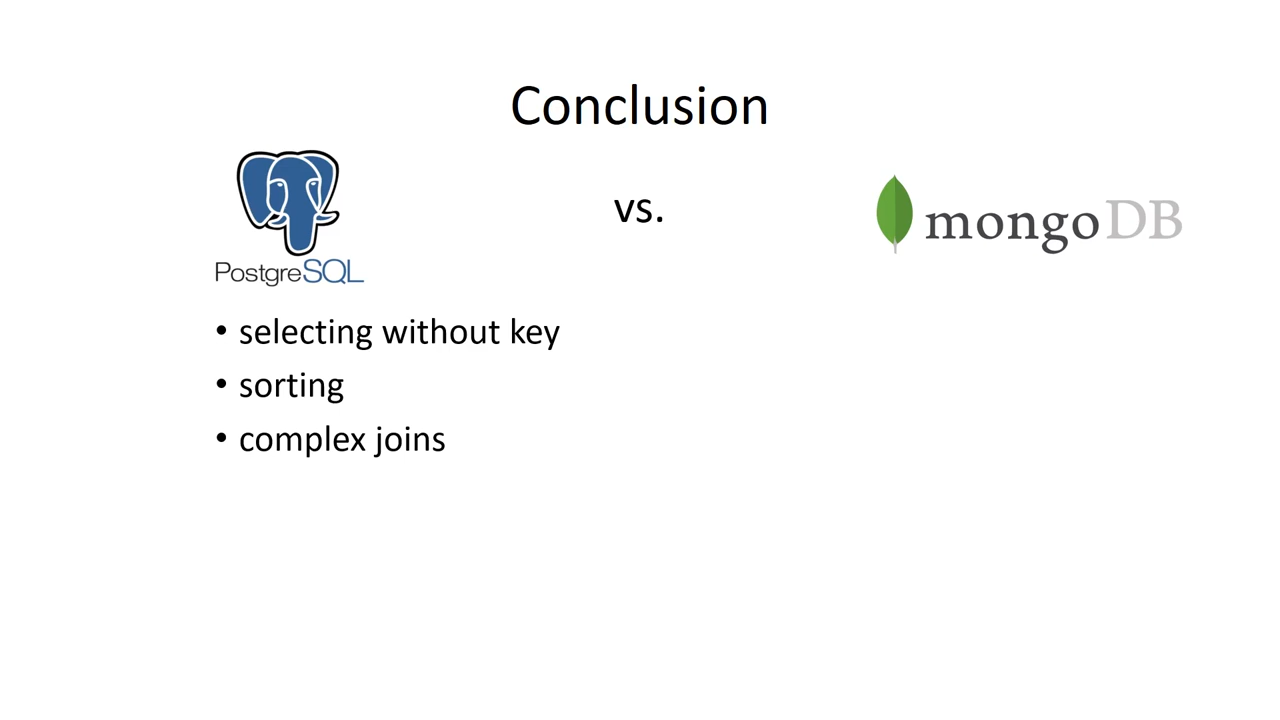 Conclusion
PostgreSQL
vs.
mongoDB
• selecting without key
• sorting
• complex joins